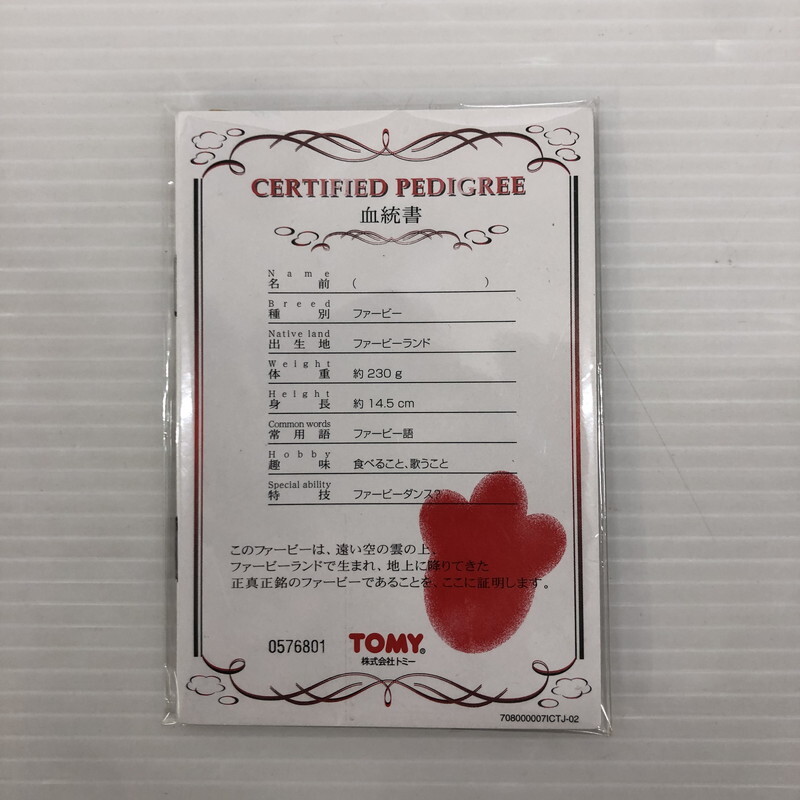 CERTIFIED PEDIGREE
血統書
Name
名前 ( )
Breed
種別 ファービー
Native land
出生地 ファービーランド
Weight
体重 約230g
Height
身長 約14.5cm
Common words
常用語 ファービー語
Hobby
趣味 食べること、歌うこと
Special ability
特技 ファービーダンス?
このファービーは、遠い空の雲の上、
ファービーランドで生まれ、地上に降りてきた
正真正銘のファービーであることを、ここに証明します。
0576801 TOMY®
株式会社トミー
708000007ICTJ-02